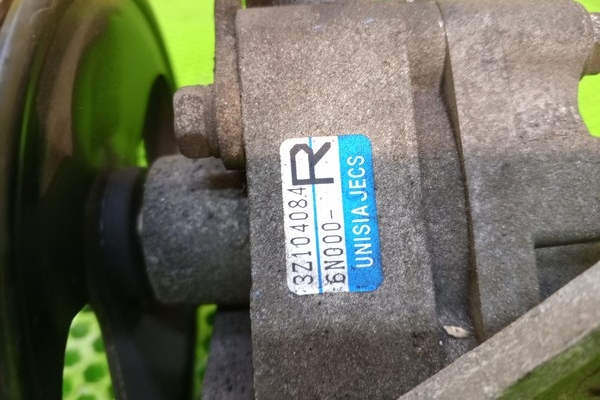 3Z104084
6N000-
R
UNISIA JECS